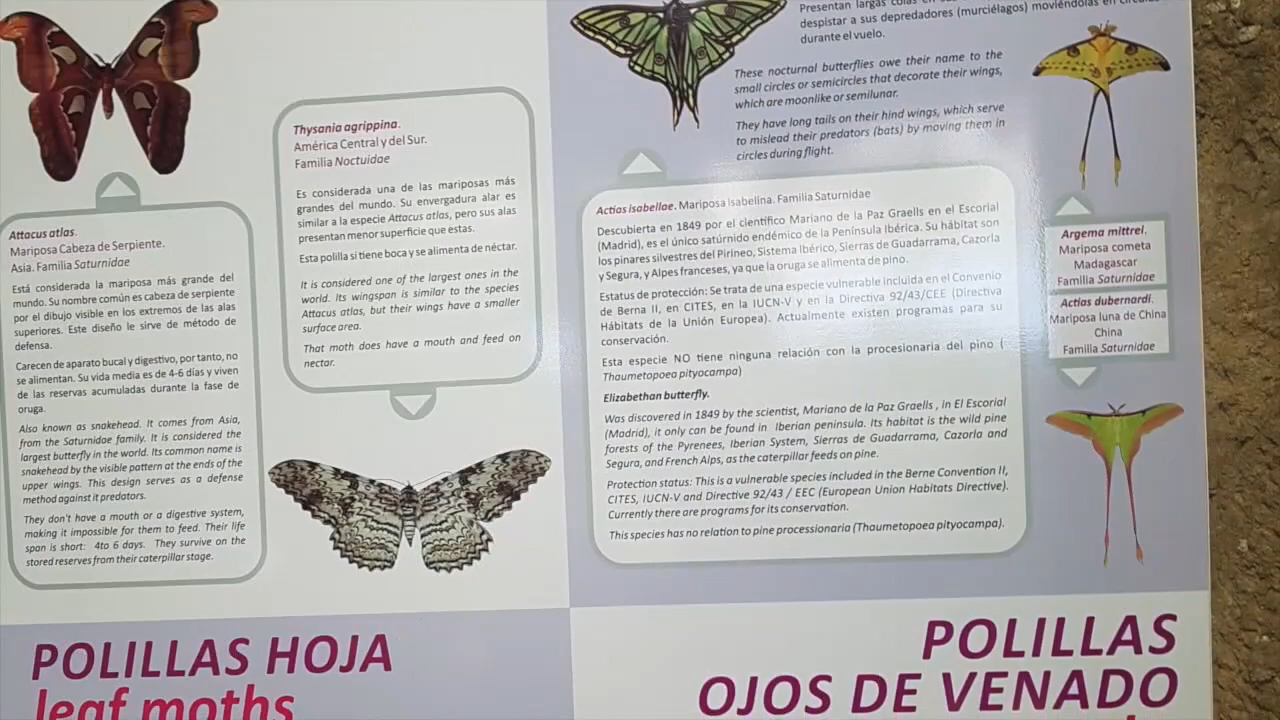 Attacus atlas.
Mariposa Cabeza de Serpiente.
Asia. Familia Saturnidae
Está considerada la mariposa más grande del
mundo. Su nombre común es cabeza de serpiente
por el dibujo visible en los extremos de las alas
superiores. Este diseño le sirve de método de
defensa.
Carecen de aparato bucal y digestivo, por tanto, no
se alimentan. Su vida media es de 4-6 días y viven
de las reservas acumuladas durante la fase de
oruga.
Also known as snakehead. It comes from Asia,
from the Saturnidae family. It is considered the
largest butterfly in the world. Its common name is
snakehead by the visible pattern at the ends of the
upper wings. This design serves as a defense
method against it predators.
They don't have a mouth or a digestive system,
making it impossible for them to feed. Their life
span is short: 4to 6 days. They survive on the
stored reserves from their caterpillar stage.
Thysania agrippina.
América Central y del Sur.
Familia Noctuidae
Es considerada una de las mariposas más
grandes del mundo. Su envergadura alar es
similar a la especie Attacus atlas, pero sus alas
presentan menor superficie que estas.
Esta polilla si tiene boca y se alimenta de néctar.
It is considered one of the largest ones in the
world. Its wingspan is similar to the species
Attacus atlas, but their wings have a smaller
surface area.
That moth does have a mouth and feed on
nectar.
Presentan largas colas en sus
despistar a sus depredadores (murciélagos) moviéndolas en círculos
durante el vuelo.
These nocturnal butterflies owe their name to the
small circles or semicircles that decorate their wings,
which are moonlike or semilunar.
They have long tails on their hind wings, which serve
to mislead their predators (bats) by moving them in
circles during flight.
Actias isabellae. Mariposa Isabelina. Familia Saturnidae
Descubierta en 1849 por el científico Mariano de la Paz Graells en el Escorial
(Madrid), es el único satúrnido endémico de la Península Ibérica. Su hábitat son
los pinares silvestres del Pirineo, Sistema Ibérico, Sierras de Guadarrama, Cazorla
y Segura, y Alpes franceses, ya que la oruga se alimenta de pino.
Estatus de protección: Se trata de una especie vulnerable incluida en el Convenio
de Berna II, en CITES, en la IUCN-V y en la Directiva 92/43/CEE (Directiva
Hábitats de la Unión Europea). Actualmente existen programas para su
conservación.
Esta especie NO tiene ninguna relación con la procesionaria del pino (
Thaumetopoea pityocampa)
Elizabethan butterfly.
Was discovered in 1849 by the scientist, Mariano de la Paz Graells , in El Escorial
(Madrid), it only can be found in Iberian peninsula. Its habitat is the wild pine
forests of the Pyrenees, Iberian System, Sierras de Guadarrama, Cazorla and
Segura, and French Alps, as the caterpillar feeds on pine.
Protection status: This is a vulnerable species included in the Berne Convention II,
CITES, IUCN-V and Directive 92/43 / EEC (European Union Habitats Directive).
Currently there are programs for its conservation.
This species has no relation to pine processionaria (Thaumetopoea pityocampa).
Argema mittrei.
Mariposa cometa
Madagascar
Familia Saturnidae
Actias dubernardi.
Mariposa luna de China
China
Familia Saturnidae
POLILLAS HOJA
leaf moths
POLILLAS
OJOS DE VENADO